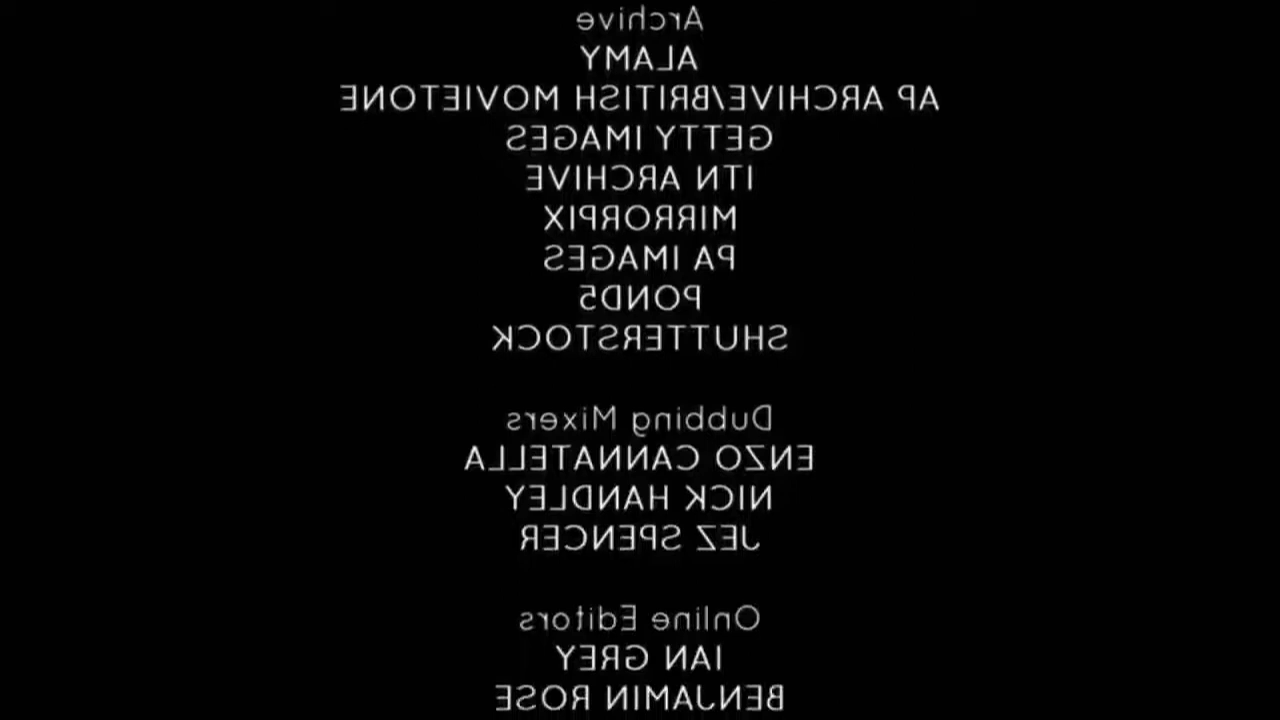 Archive
ALAMY
AP ARCHIVE/BRITISH MOVIETONE
GETTY IMAGES
ITN ARCHIVE
MIRRORPIX
PA IMAGES
POND5
SHUTTERSTOCK
Dubbing Mixers
ENZO CANNATELLA
NICK HANDLEY
JEZ SPENCER
Online Editors
IAN GREY
BENJAMIN ROSE